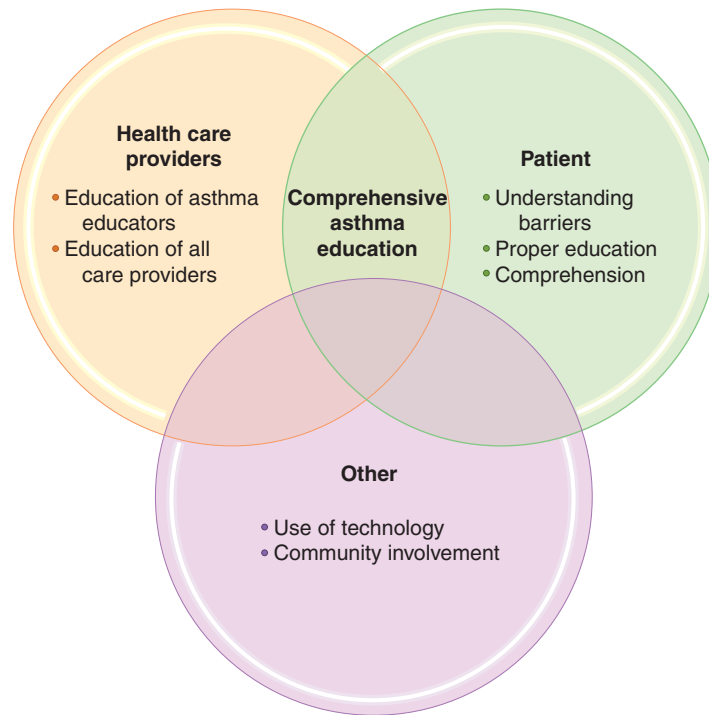 Health care
providers
• Education of asthma
educators
• Education of all
care providers
Comprehensive
asthma
education
Patient
• Understanding
barriers
• Proper education
• Comprehension
Other
• Use of technology
• Community involvement